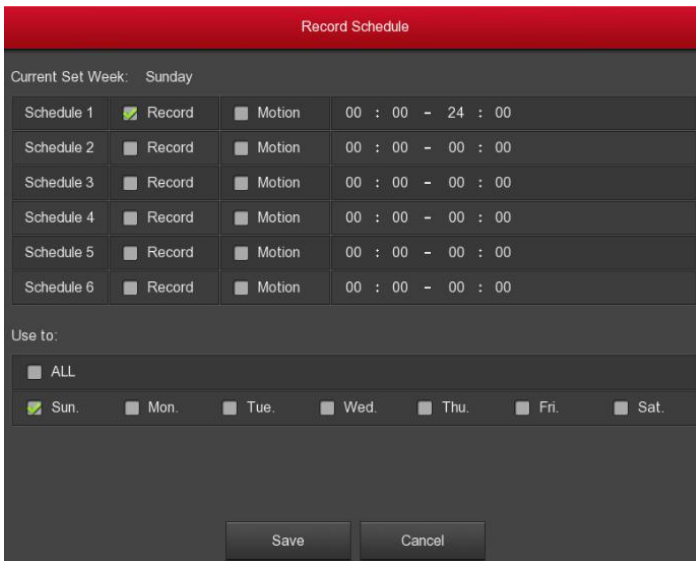 Record Schedule
Current Set Week: Sunday
Schedule 1 Record Motion 00 : 00 - 24 : 00
Schedule 2 Record Motion 00 : 00 - 00 : 00
Schedule 3 Record Motion 00 : 00 - 00 : 00
Schedule 4 Record Motion 00 : 00 - 00 : 00
Schedule 5 Record Motion 00 : 00 - 00 : 00
Schedule 6 Record Motion 00 : 00 - 00 : 00
Use to:
ALL
Sun. Mon. Tue. Wed. Thu. Fri. Sat.
Save Cancel